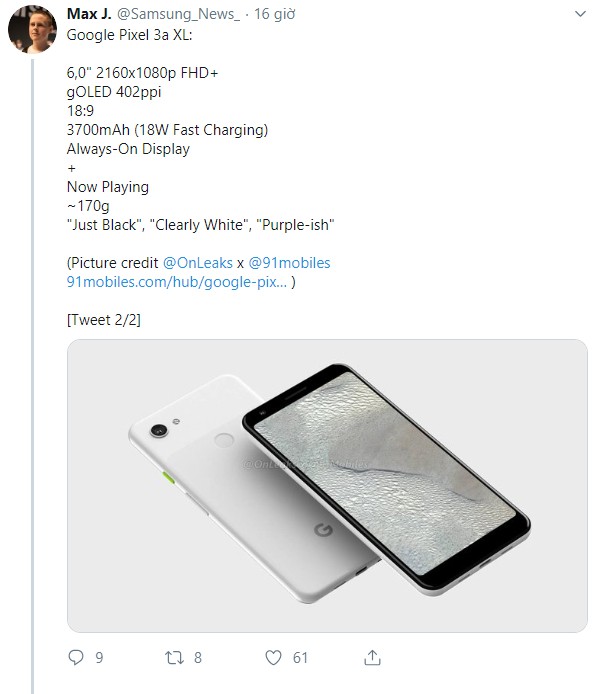 Max J. @Samsung_News_ · 16 giờ
Google Pixel 3a XL:
6,0" 2160x1080p FHD+
gOLED 402ppi
18:9
3700mAh (18W Fast Charging)
Always-On Display
+
Now Playing
~170g
"Just Black", "Clearly White", "Purple-ish"
(Picture credit @OnLeaks x @91mobiles
91mobiles.com/hub/google-pix... )
[Tweet 2/2]
G
9 8 61